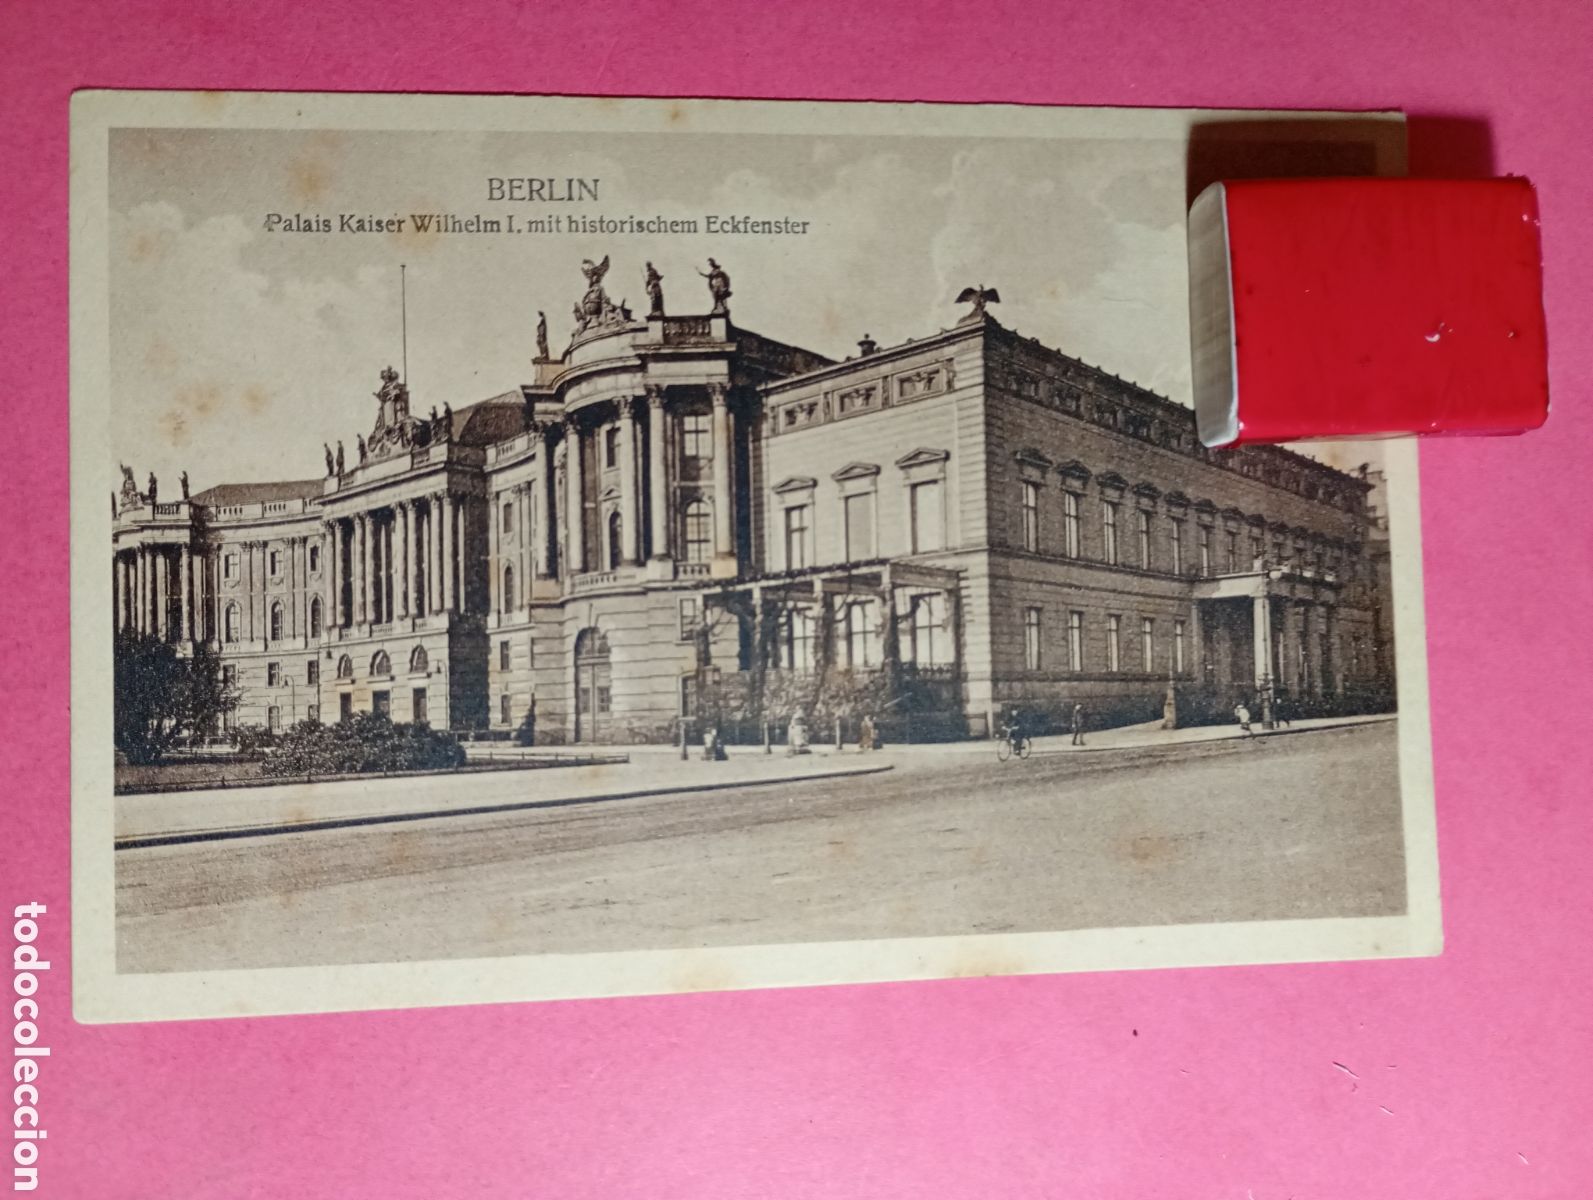 BERLIN
Palais Kaiser Wilhelm I. mit historischem Eckfenster
todocoleccion